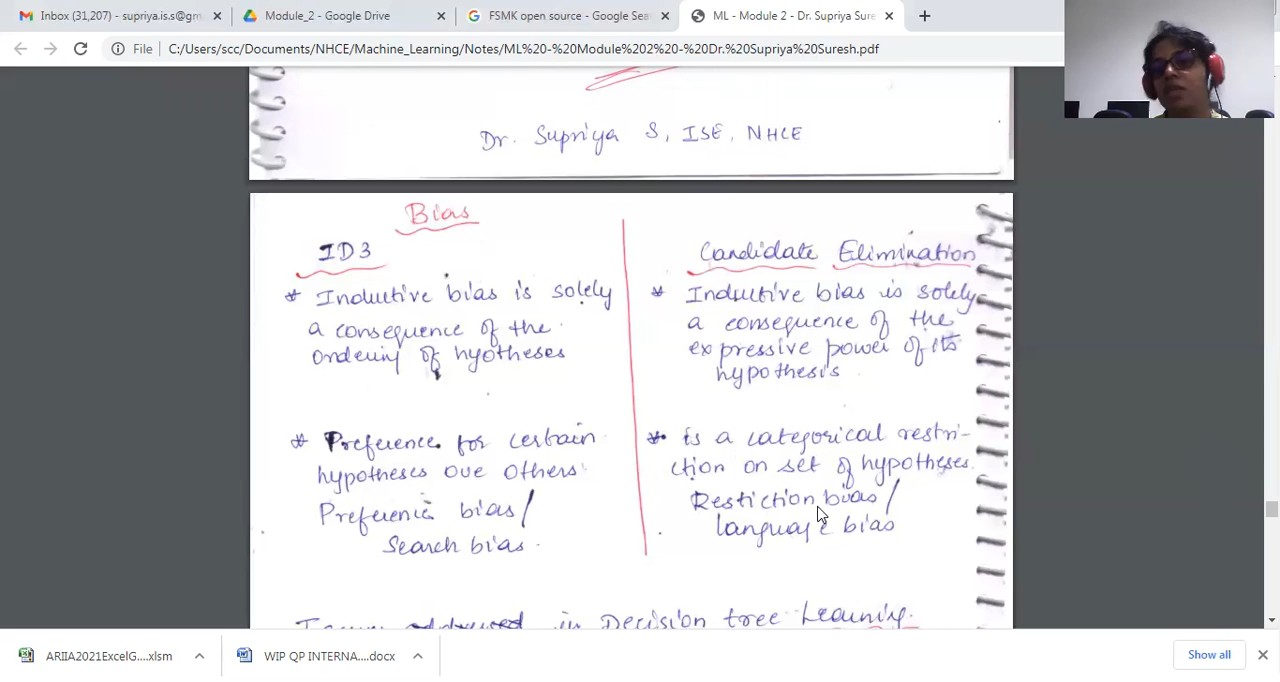 Inbox (31,207) - supriya.is.s@gm
Module_2 - Google Drive
FSMK open source - Google Sea
ML - Module 2 - Dr. Supriya Sure
File
C:/Users/scc/Documents/NHCE/Machine_Learning/Notes/ML%20-%20Module%202%20-%20Dr.%20Supriya%20Suresh.pdf
Dr. Supriya S, ISE, NHCE
Bias
ID3
* Inductive bias is solely
a consequence of the
ordering of hyotheses
* Preference for certain
hypotheses ove others
Preference bias/
Search bias
Candidate Elimination
* Inductive bias is solely
a consequence of the
expressive power of its
hypothesis
* is a categorical restri-
ction on set of hypotheses.
Restiction bias/
language bias
in Decision tree Learning.
ARIIA2021ExcelG....xlsm
WIP QP INTERNA....docx
Show all